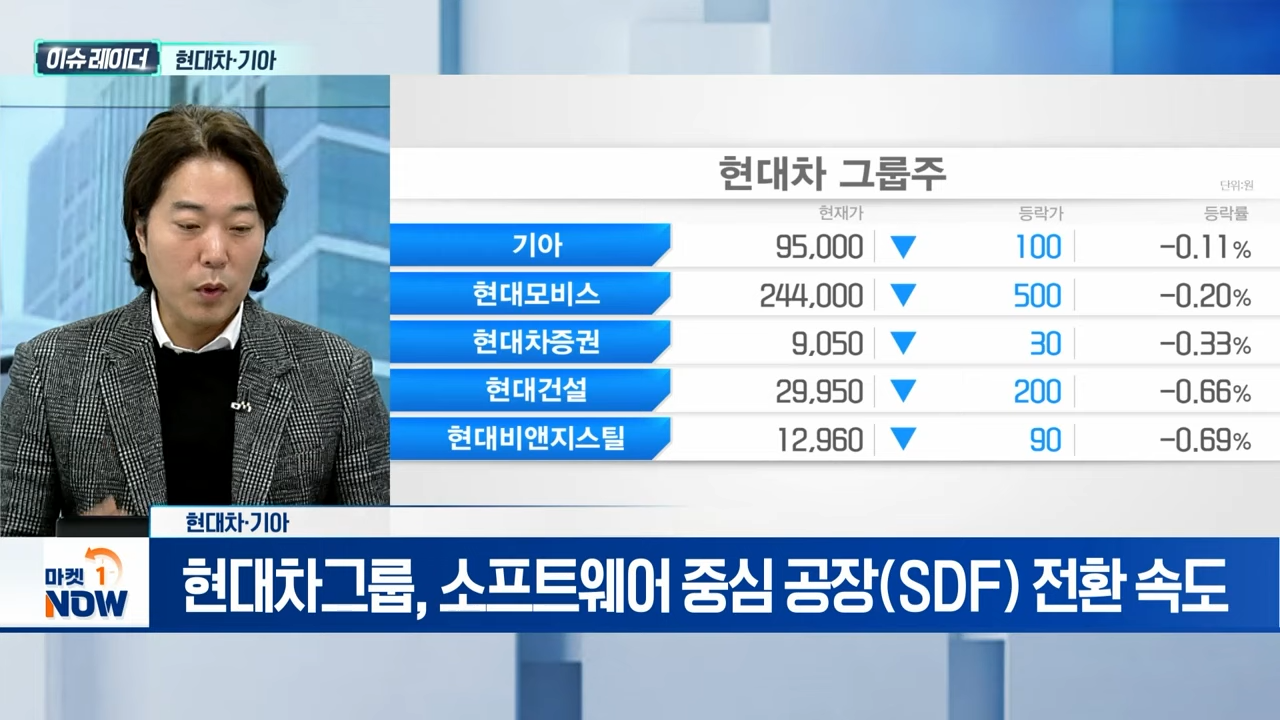 이슈레이더 현대차·기아
현대차 그룹주
단위:원
현재가 등락가 등락률
기아 95,000 ▼ 100 -0.11%
현대모비스 244,000 ▼ 500 -0.20%
현대차증권 9,050 ▼ 30 -0.33%
현대건설 29,950 ▼ 200 -0.66%
현대비앤지스틸 12,960 ▼ 90 -0.69%
현대차·기아
마켓 1
NOW
현대차그룹, 소프트웨어 중심 공장(SDF) 전환 속도